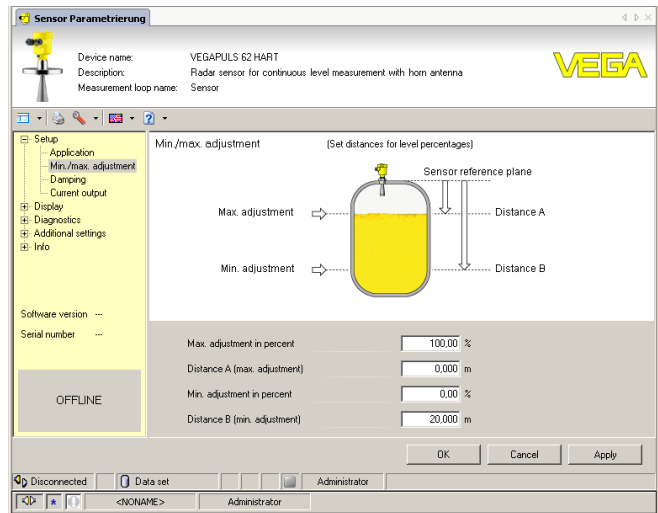 Sensor Parametrierung
Device name: VEGAPULS 62 HART
Description: Radar sensor for continuous level measurement with horn antenna
Measurement loop name: Sensor
VEGA
Setup
Application
Min./max. adjustment
Damping
Current output
Display
Diagnostics
Additional settings
Info
Software version ---
Serial number ---
OFFLINE
Min./max. adjustment (Set distances for level percentages)
Sensor reference plane
Max. adjustment Distance A
Min. adjustment Distance B
Max. adjustment in percent 100,00 %
Distance A (max. adjustment) 0,000 m
Min. adjustment in percent 0,00 %
Distance B (min. adjustment) 20,000 m
OK Cancel Apply
Disconnected Data set Administrator
<NONAME> Administrator